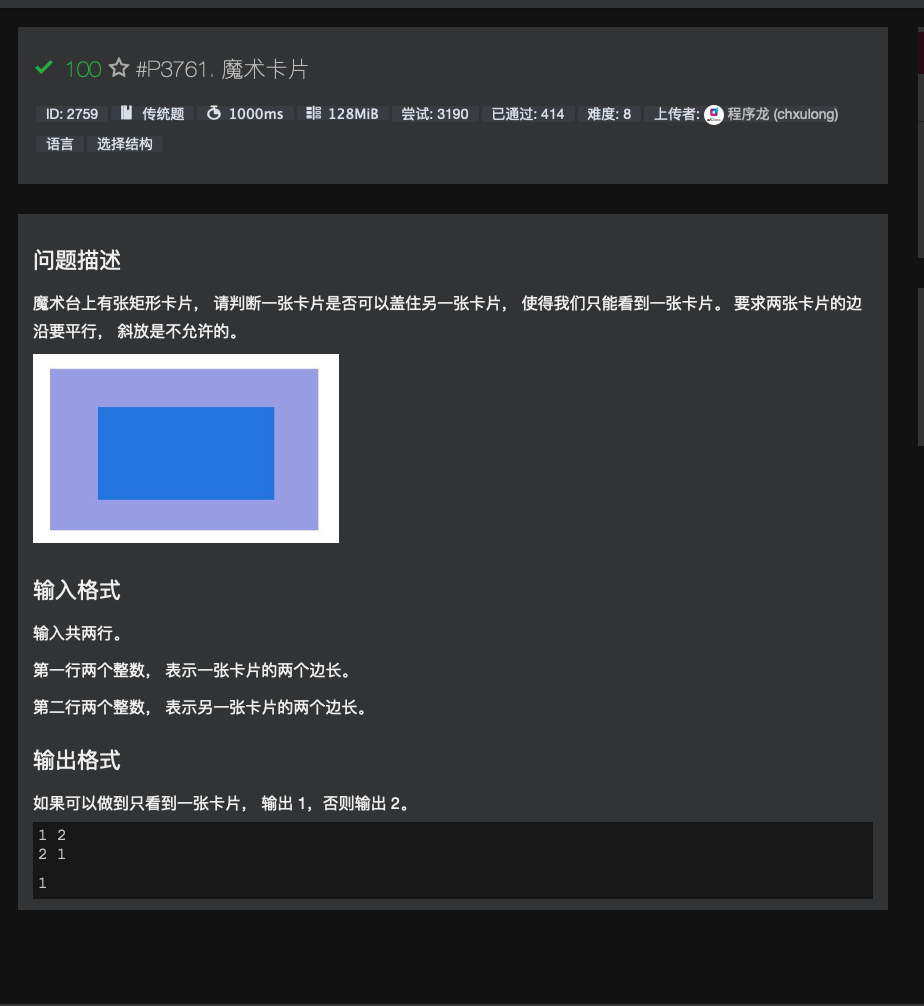 100 #P3761. 魔术卡片
ID: 2759 传统题 1000ms 128MiB 尝试: 3190 已通过: 414 难度: 8 上传者: 程序龙 (chxulong)
语言 选择结构
问题描述
魔术台上有张矩形卡片， 请判断一张卡片是否可以盖住另一张卡片， 使得我们只能看到一张卡片。 要求两张卡片的边
沿要平行， 斜放是不允许的。
输入格式
输入共两行。
第一行两个整数， 表示一张卡片的两个边长。
第二行两个整数， 表示另一张卡片的两个边长。
输出格式
如果可以做到只看到一张卡片， 输出 1，否则输出 2。
1 2
2 1
1